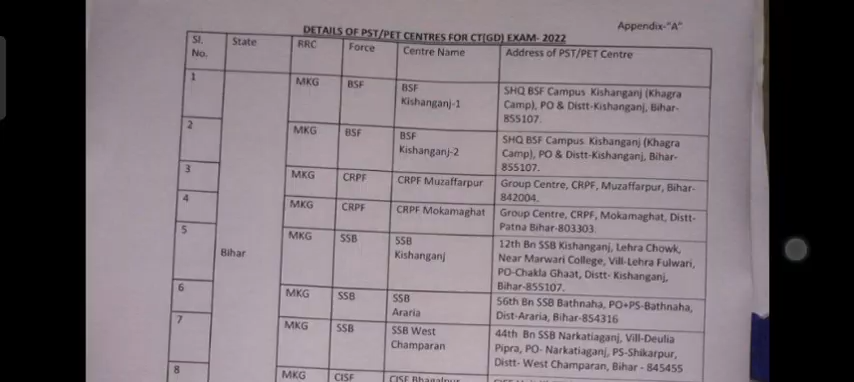 Appendix-"A"
DETAILS OF PST/PET CENTRES FOR CT(GD) EXAM- 2022
Sl. No. State RRC Force Centre Name Address of PST/PET Centre
1 MKG BSF BSF Kishanganj-1 SHQ BSF Campus Kishanganj (Khagra
Camp), PO & Distt-Kishanganj, Bihar-
855107.
2 MKG BSF BSF Kishanganj-2 SHQ BSF Campus Kishanganj (Khagra
Camp), PO & Distt-Kishanganj, Bihar-
855107.
3 MKG CRPF CRPF Muzaffarpur Group Centre, CRPF, Muzaffarpur, Bihar-
842004.
4 MKG CRPF CRPF Mokamaghat Group Centre, CRPF, Mokamaghat, Distt-
Patna Bihar-803303.
5 MKG SSB SSB Kishanganj 12th Bn SSB Kishanganj, Lehra Chowk,
Near Marwari College, Vill-Lehra Fulwari,
PO-Chakla Ghaat, Distt- Kishanganj,
Bihar-855107.
Bihar
6 MKG SSB SSB Araria 56th Bn SSB Bathnaha, PO+PS-Bathnaha,
Dist-Araria, Bihar-854316
7 MKG SSB SSB West Champaran 44th Bn SSB Narkatiaganj, Vill-Deulia
Pipra, PO- Narkatiaganj, PS-Shikarpur,
Distt- West Champaran, Bihar - 845455
8 MKG CISF CISF Bhagalpur